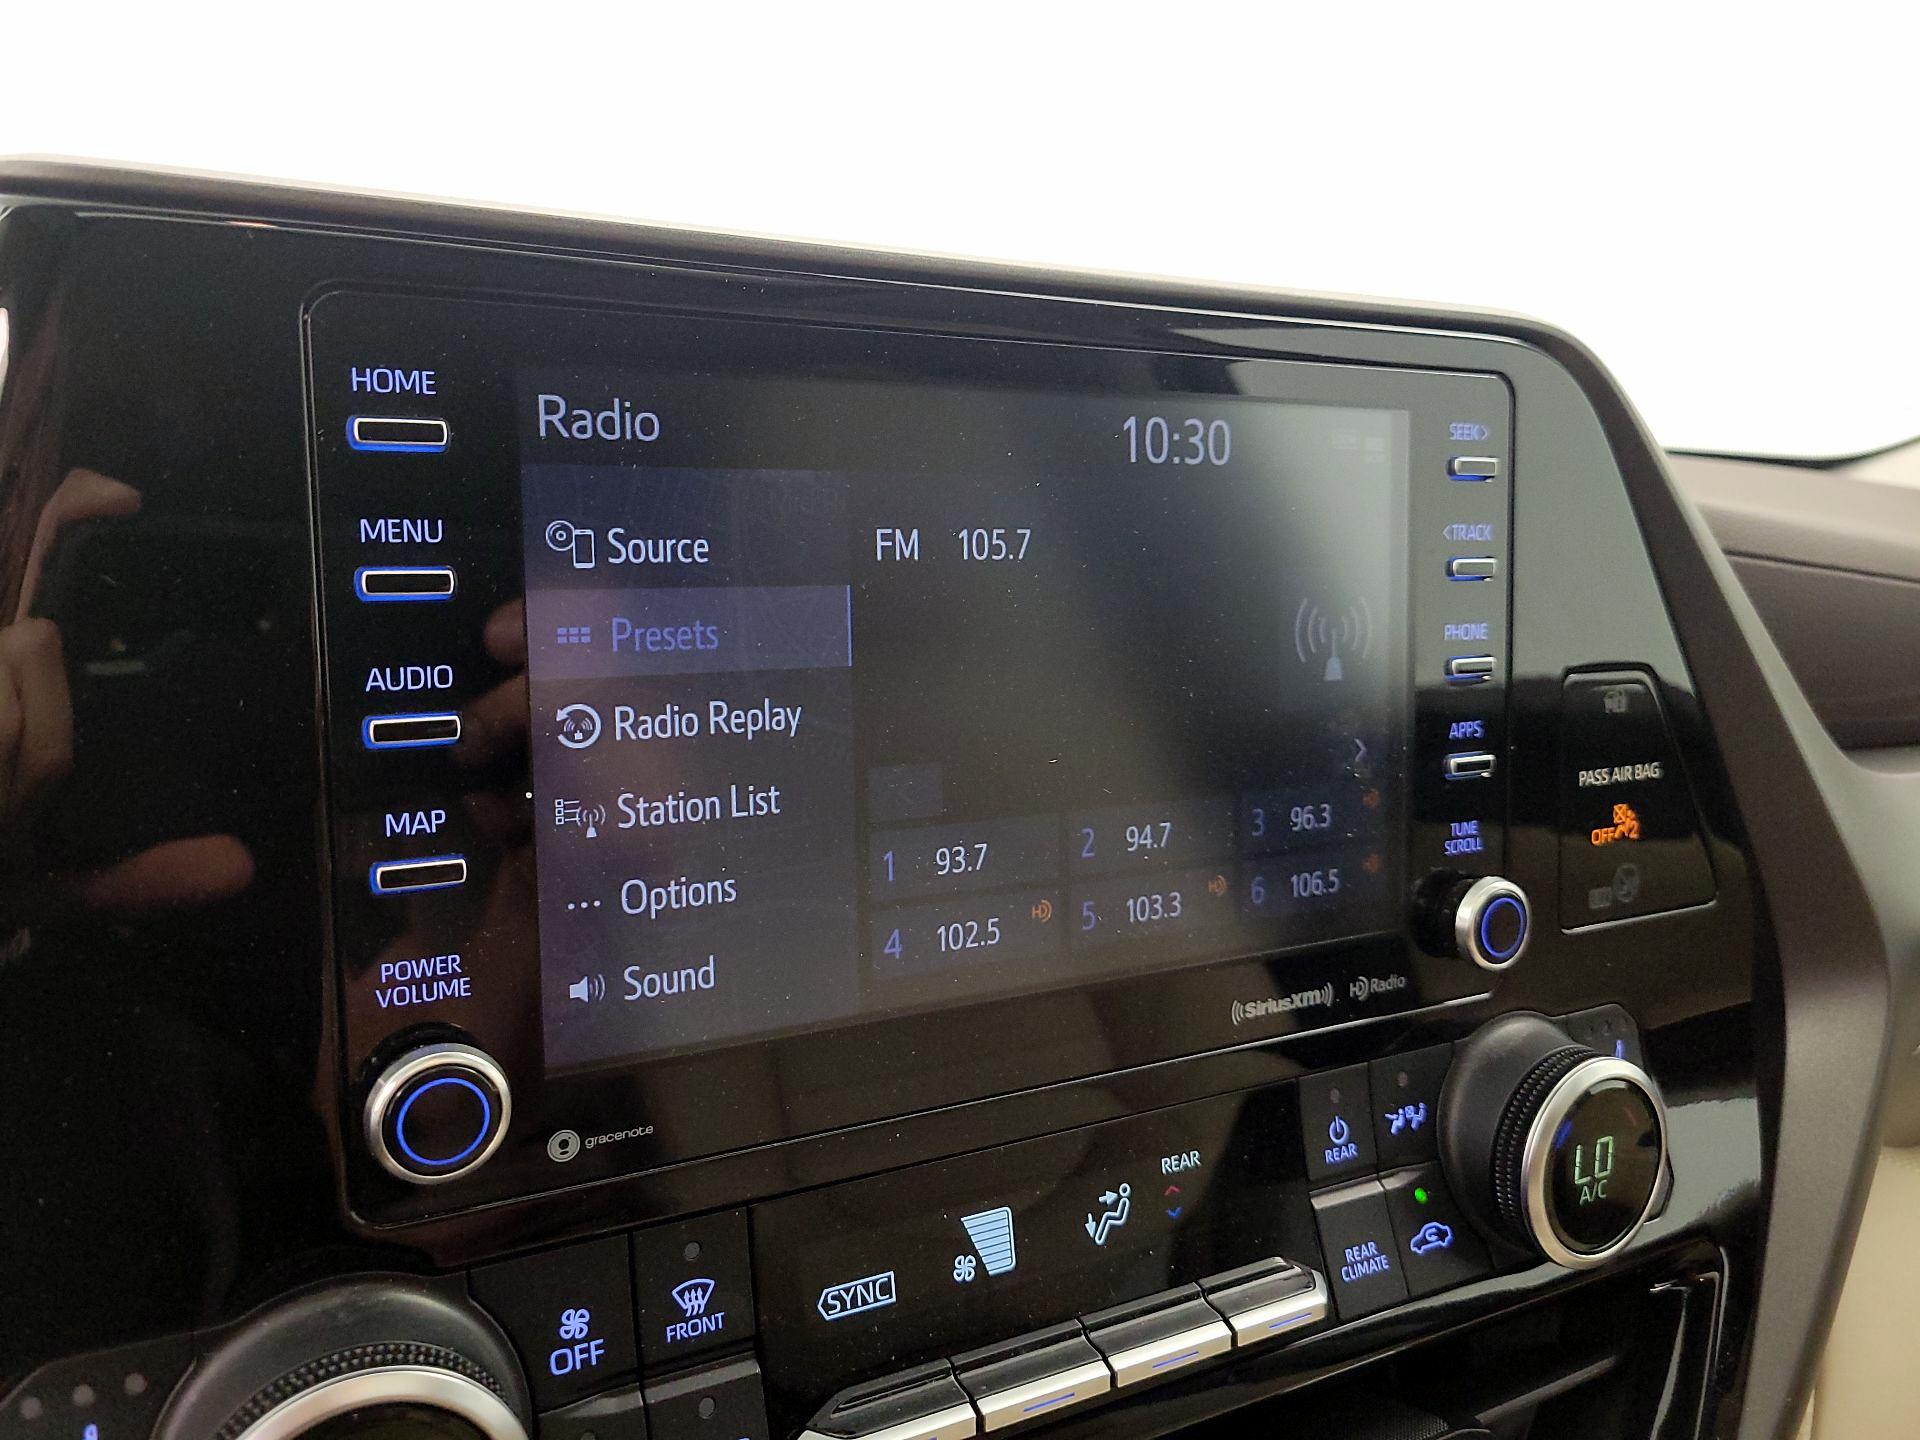 HOME
MENU
AUDIO
MAP
POWER
VOLUME
Radio
10:30
Source
FM 105.7
Presets
Radio Replay
Station List
Options
Sound
1 93.7
2 94.7
3 96.3
4 102.5
5 103.3
6 106.5
SEEK>
<TRACK
PHONE
APPS
TUNE
SCROLL
PASS AIR BAG
OFF
2
gracenote
((SiriusXM))
HD Radio
REAR
REAR
LO
A/C
SYNC
REAR
CLIMATE
OFF
FRONT